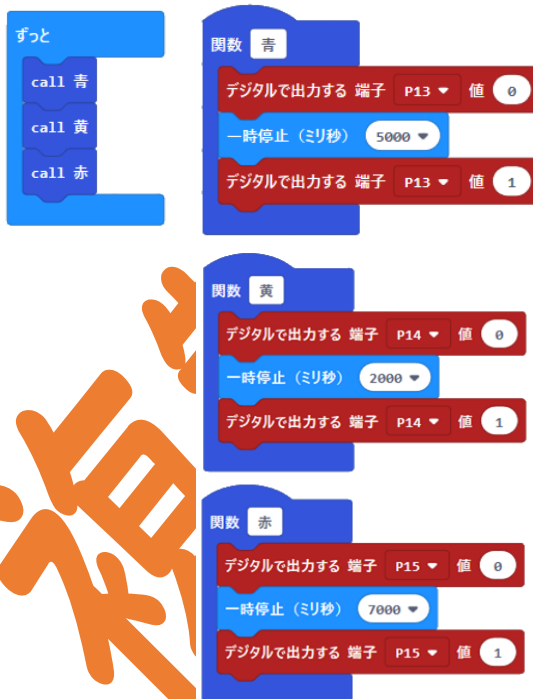 ずっと
call 青
call 黄
call 赤
関数 青
デジタルで出力する 端子 P13 値 0
一時停止（ミリ秒） 5000
デジタルで出力する 端子 P13 値 1
関数 黄
デジタルで出力する 端子 P14 値 0
一時停止（ミリ秒） 2000
デジタルで出力する 端子 P14 値 1
関数 赤
デジタルで出力する 端子 P15 値 0
一時停止（ミリ秒） 7000
デジタルで出力する 端子 P15 値 1